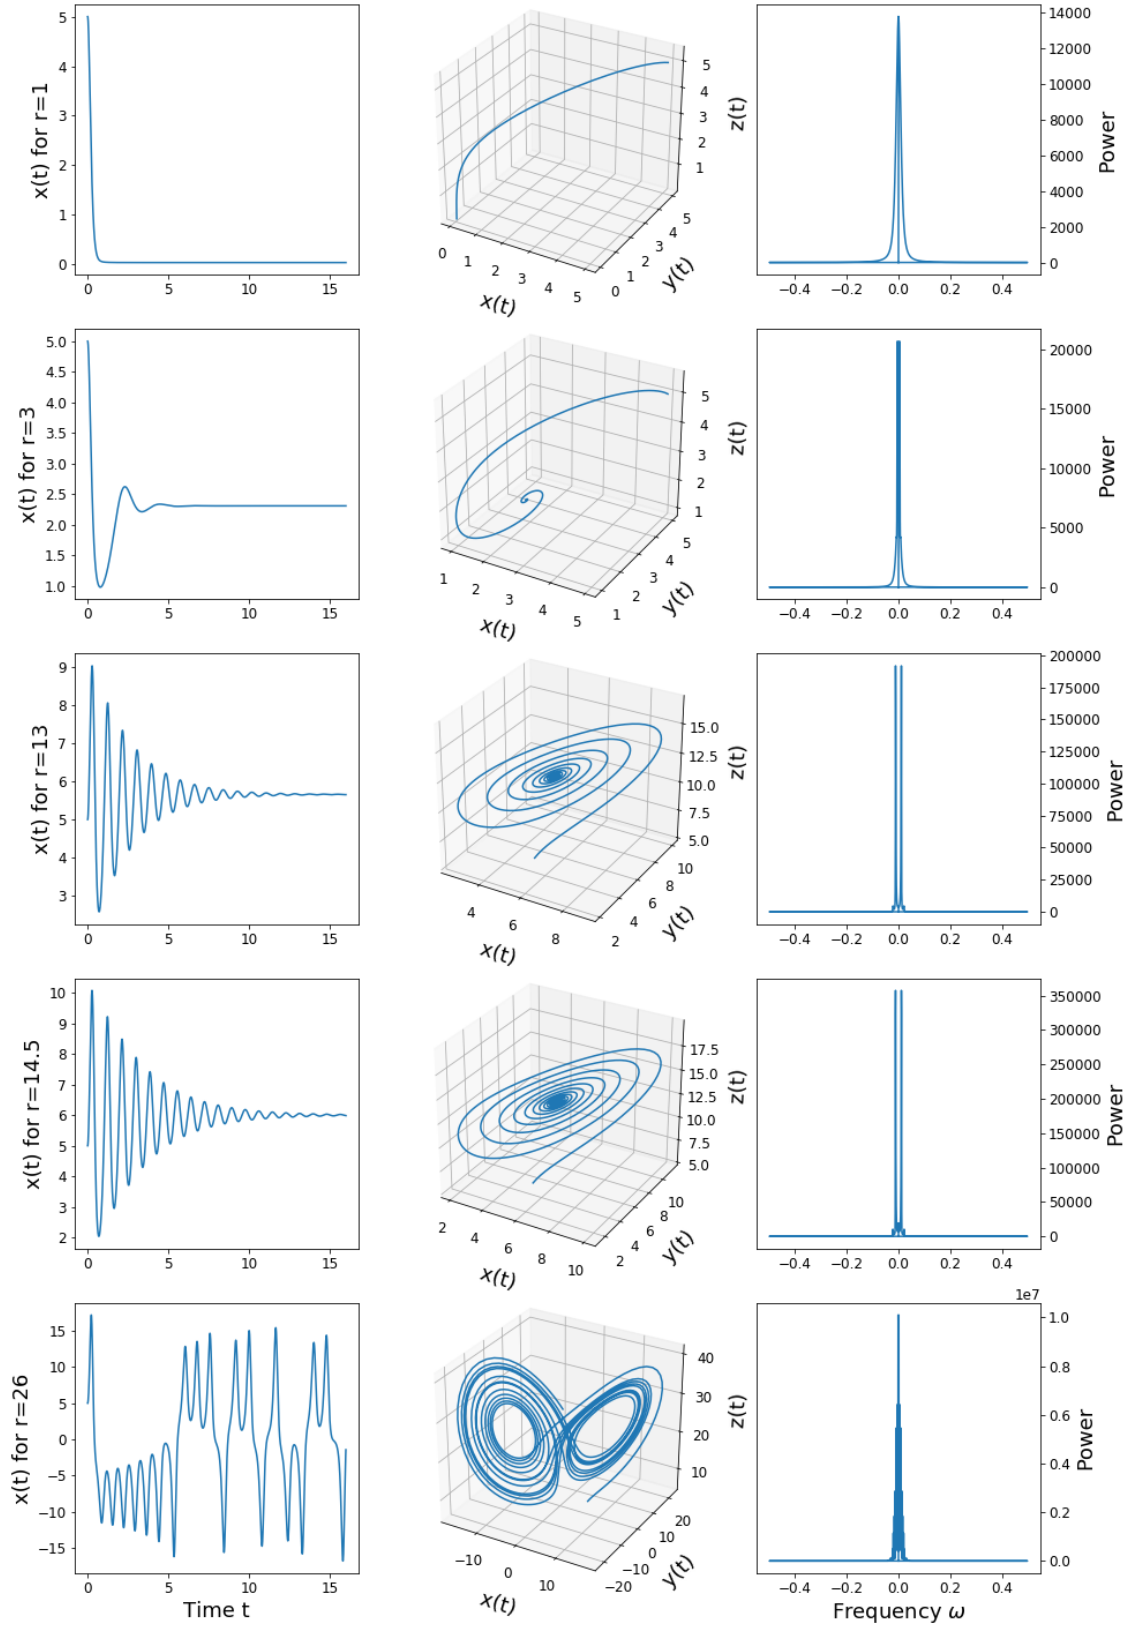 x(t) for r=1
5
4
3
2
1
0
0 5 10 15
5
4
3
2
1
z(t)
0 1 2 3 4 5
x(t)
0 1 2 3 4 5
y(t)
14000
12000
10000
8000
6000
4000
2000
0
Power
−0.4 −0.2 0.0 0.2 0.4
x(t) for r=3
5.0
4.5
4.0
3.5
3.0
2.5
2.0
1.5
1.0
0 5 10 15
5
4
3
2
1
z(t)
1 2 3 4 5
x(t)
1 2 3 4 5
y(t)
20000
15000
10000
5000
0
Power
−0.4 −0.2 0.0 0.2 0.4
x(t) for r=13
9
8
7
6
5
4
3
0 5 10 15
15.0
12.5
10.0
7.5
5.0
z(t)
4 6 8
x(t)
2 4 6 8 10
y(t)
200000
175000
150000
125000
100000
75000
50000
25000
0
Power
−0.4 −0.2 0.0 0.2 0.4
x(t) for r=14.5
10
9
8
7
6
5
4
3
2
0 5 10 15
17.5
15.0
12.5
10.0
7.5
5.0
z(t)
2 4 6 8 10
x(t)
2 4 6 8 10
y(t)
350000
300000
250000
200000
150000
100000
50000
0
Power
−0.4 −0.2 0.0 0.2 0.4
x(t) for r=26
15
10
5
0
−5
−10
−15
0 5 10 15
Time t
40
30
20
10
z(t)
−10 0 10
x(t)
−20 −10 0 10 20
y(t)
1e7
1.0
0.8
0.6
0.4
0.2
0.0
Power
−0.4 −0.2 0.0 0.2 0.4
Frequency ω